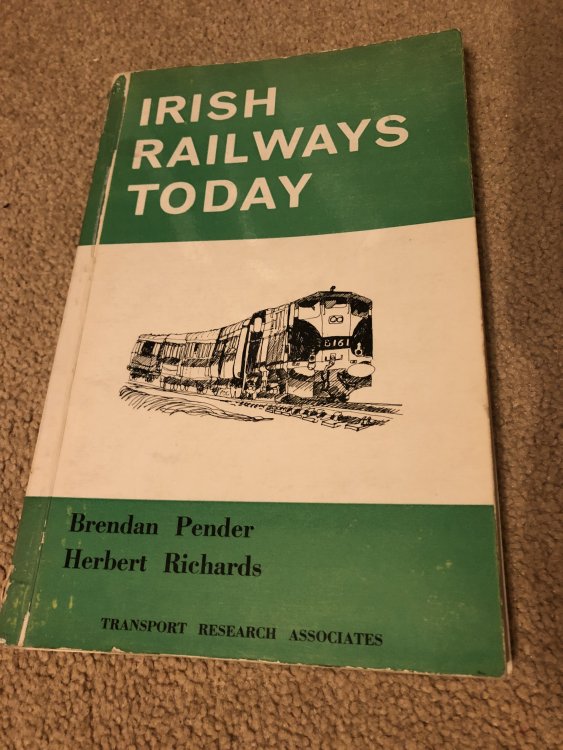 IRISH
RAILWAYS
TODAY
B161
Brendan Pender
Herbert Richards
TRANSPORT RESEARCH ASSOCIATES